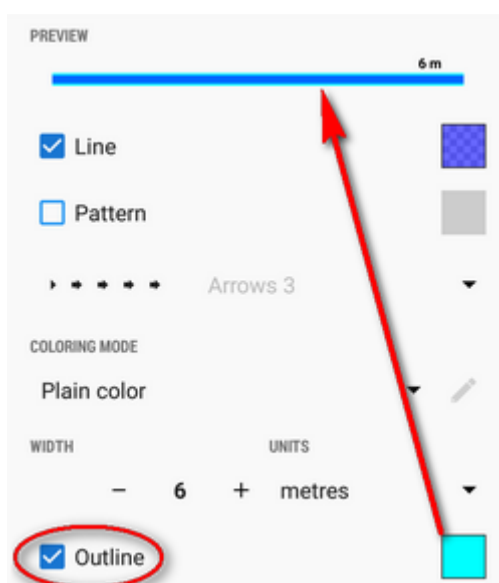 PREVIEW
6 m
Line
Pattern
Arrows 3
COLORING MODE
Plain color
WIDTH UNITS
− 6 + metres
Outline